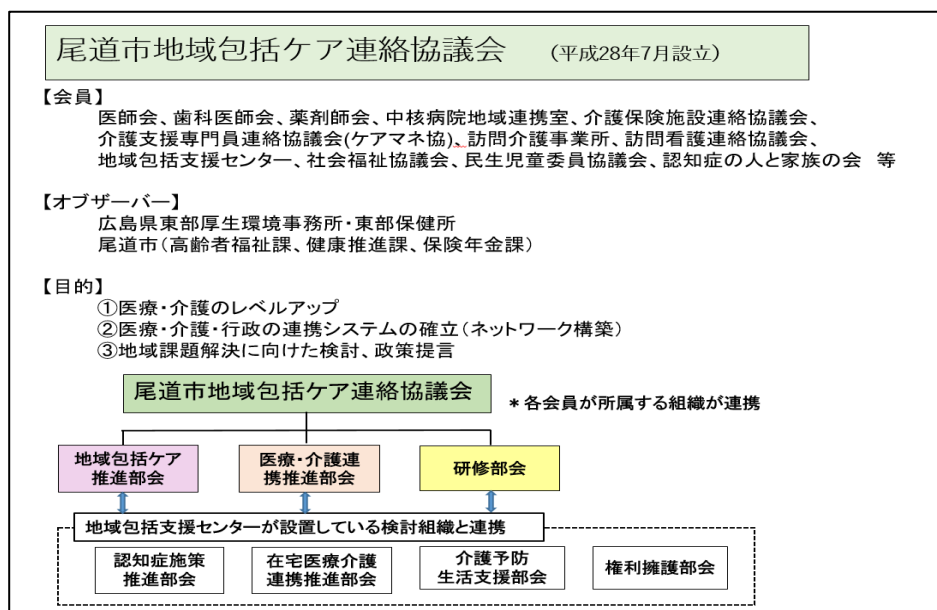 尾道市地域包括ケア連絡協議会　（平成28年7月設立）
【会員】
医師会、歯科医師会、薬剤師会、中核病院地域連携室、介護保険施設連絡協議会、
介護支援専門員連絡協議会(ケアマネ協)、訪問介護事業所、訪問看護連絡協議会、
地域包括支援センター、社会福祉協議会、民生児童委員協議会、認知症の人と家族の会　等
【オブザーバー】
広島県東部厚生環境事務所・東部保健所
尾道市（高齢者福祉課、健康推進課、保険年金課）
【目的】
①医療・介護のレベルアップ
②医療・介護・行政の連携システムの確立（ネットワーク構築）
③地域課題解決に向けた検討、政策提言
尾道市地域包括ケア連絡協議会
＊各会員が所属する組織が連携
地域包括ケア
推進部会
医療・介護連
携推進部会
研修部会
地域包括支援センターが設置している検討組織と連携
認知症施策
推進部会
在宅医療介護
連携推進部会
介護予防
生活支援部会
権利擁護部会